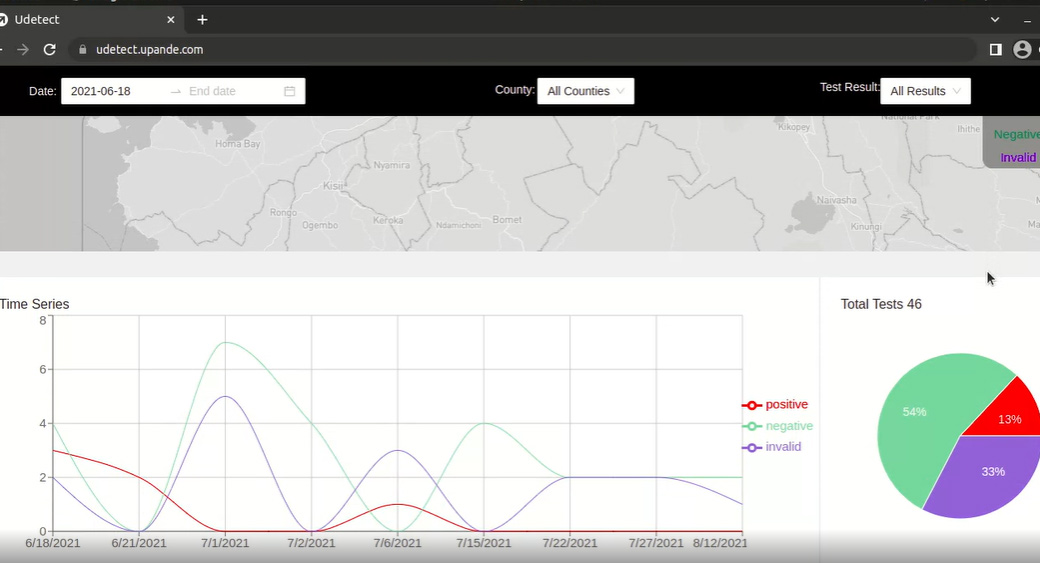 Udetect
udetect.upande.com
Date: 2021-06-18 → End date
County: All Counties
Test Result: All Results
Homa Bay
Nyamira
Kisii
Rongo
Ogembo
Keroka
Ndamichoni
Bomet
Kikopey
National Park
Naivasha
Kinungi
Negative
Invalid
Time Series
8
6
4
2
0
6/18/2021 6/21/2021 7/1/2021 7/2/2021 7/6/2021 7/15/2021 7/22/2021 7/27/2021 8/12/2021
positive
negative
invalid
Total Tests 46
54%
13%
33%